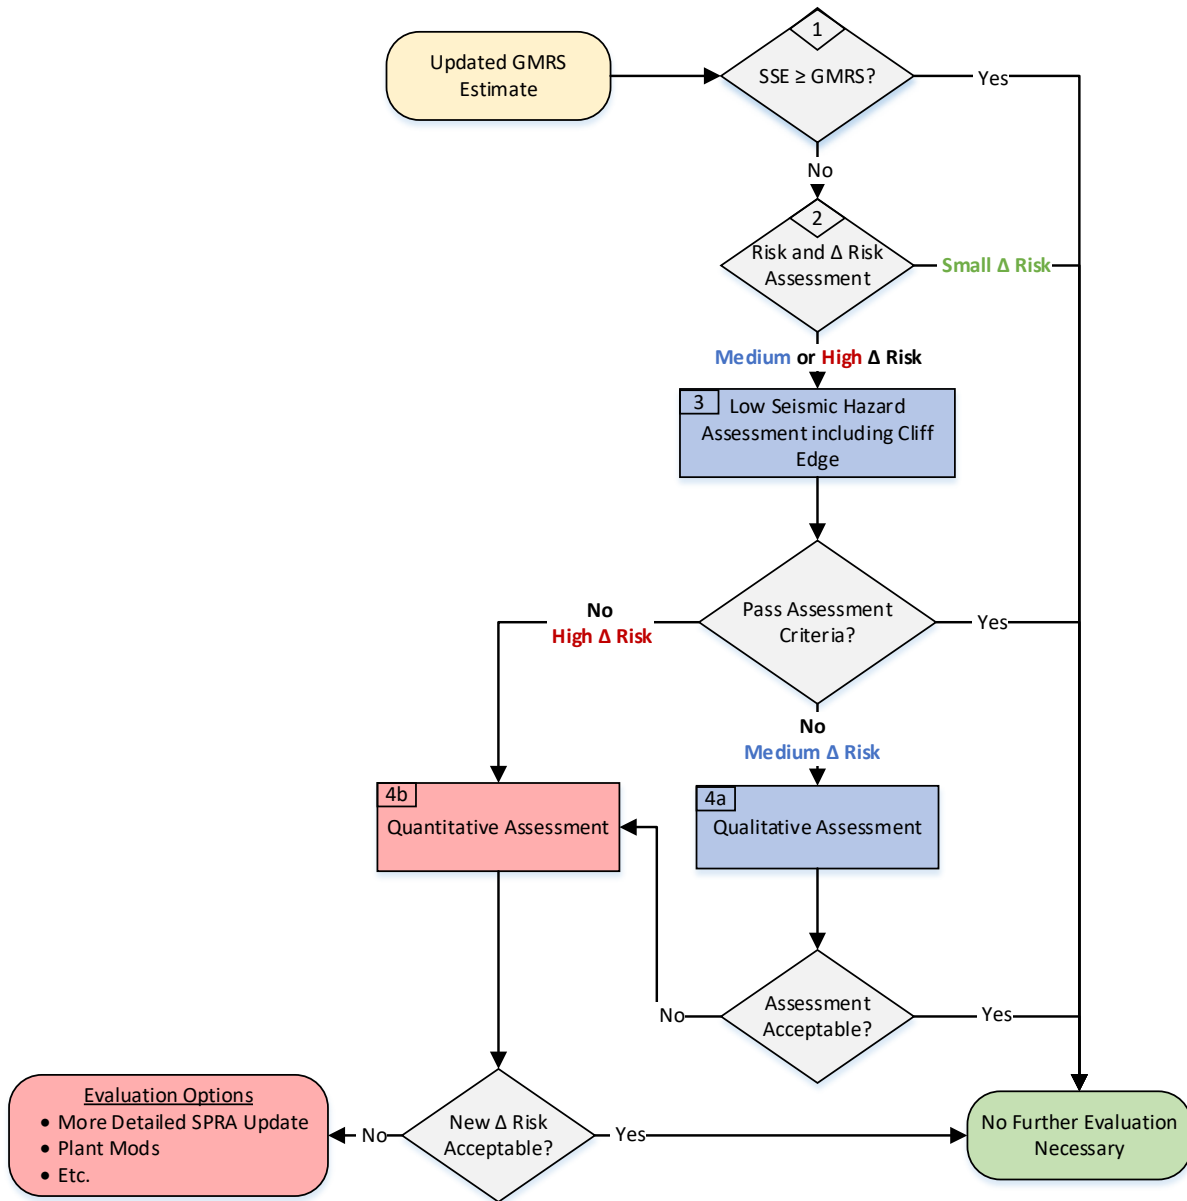 1
Updated GMRS
Estimate
SSE ≥ GMRS?
Yes
No
2
Risk and Δ Risk
Assessment
Small Δ Risk
Medium or High Δ Risk
3
Low Seismic Hazard
Assessment including Cliff
Edge
Pass Assessment
Criteria?
Yes
No
High Δ Risk
No
Medium Δ Risk
4b
Quantitative Assessment
4a
Qualitative Assessment
Assessment
Acceptable?
No
Yes
Evaluation Options
• More Detailed SPRA Update
• Plant Mods
• Etc.
No
New Δ Risk
Acceptable?
Yes
No Further Evaluation
Necessary